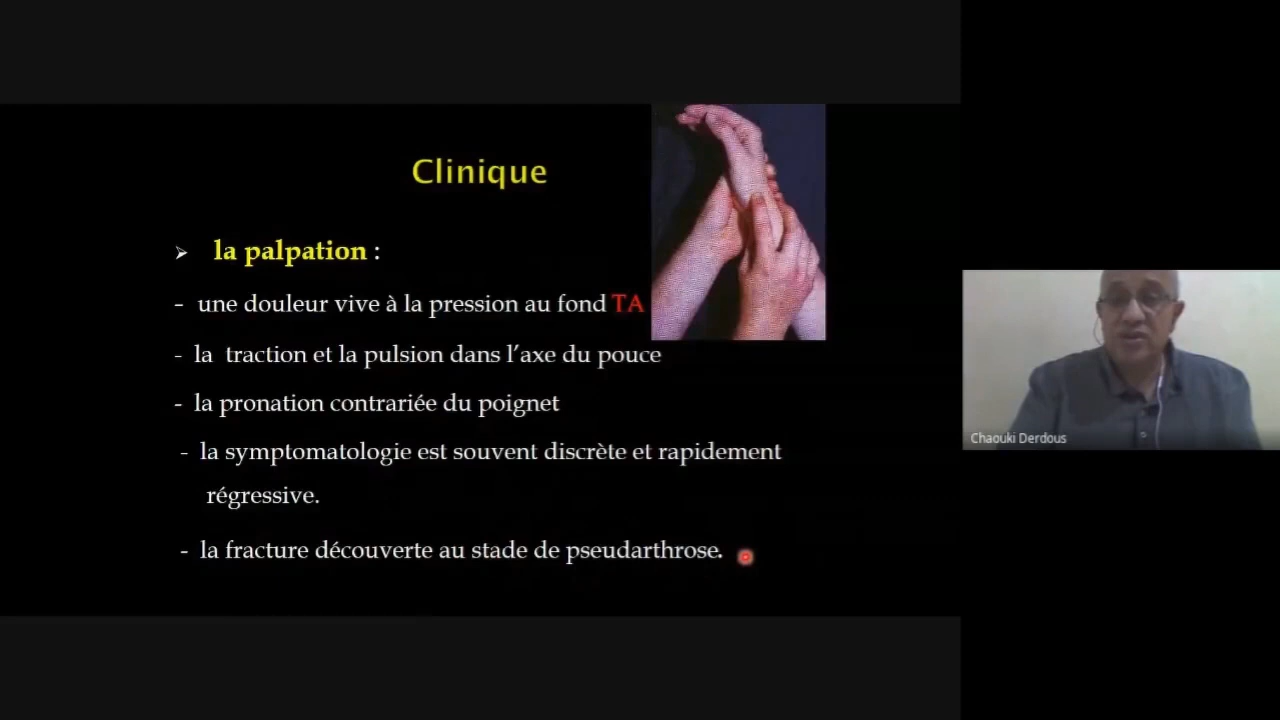 Clinique
➢ la palpation :
- une douleur vive à la pression au fond TA
- la traction et la pulsion dans l’axe du pouce
- la pronation contrariée du poignet
- la symptomatologie est souvent discrète et rapidement
régressive.
- la fracture découverte au stade de pseudarthrose.
Chaouki Derdous